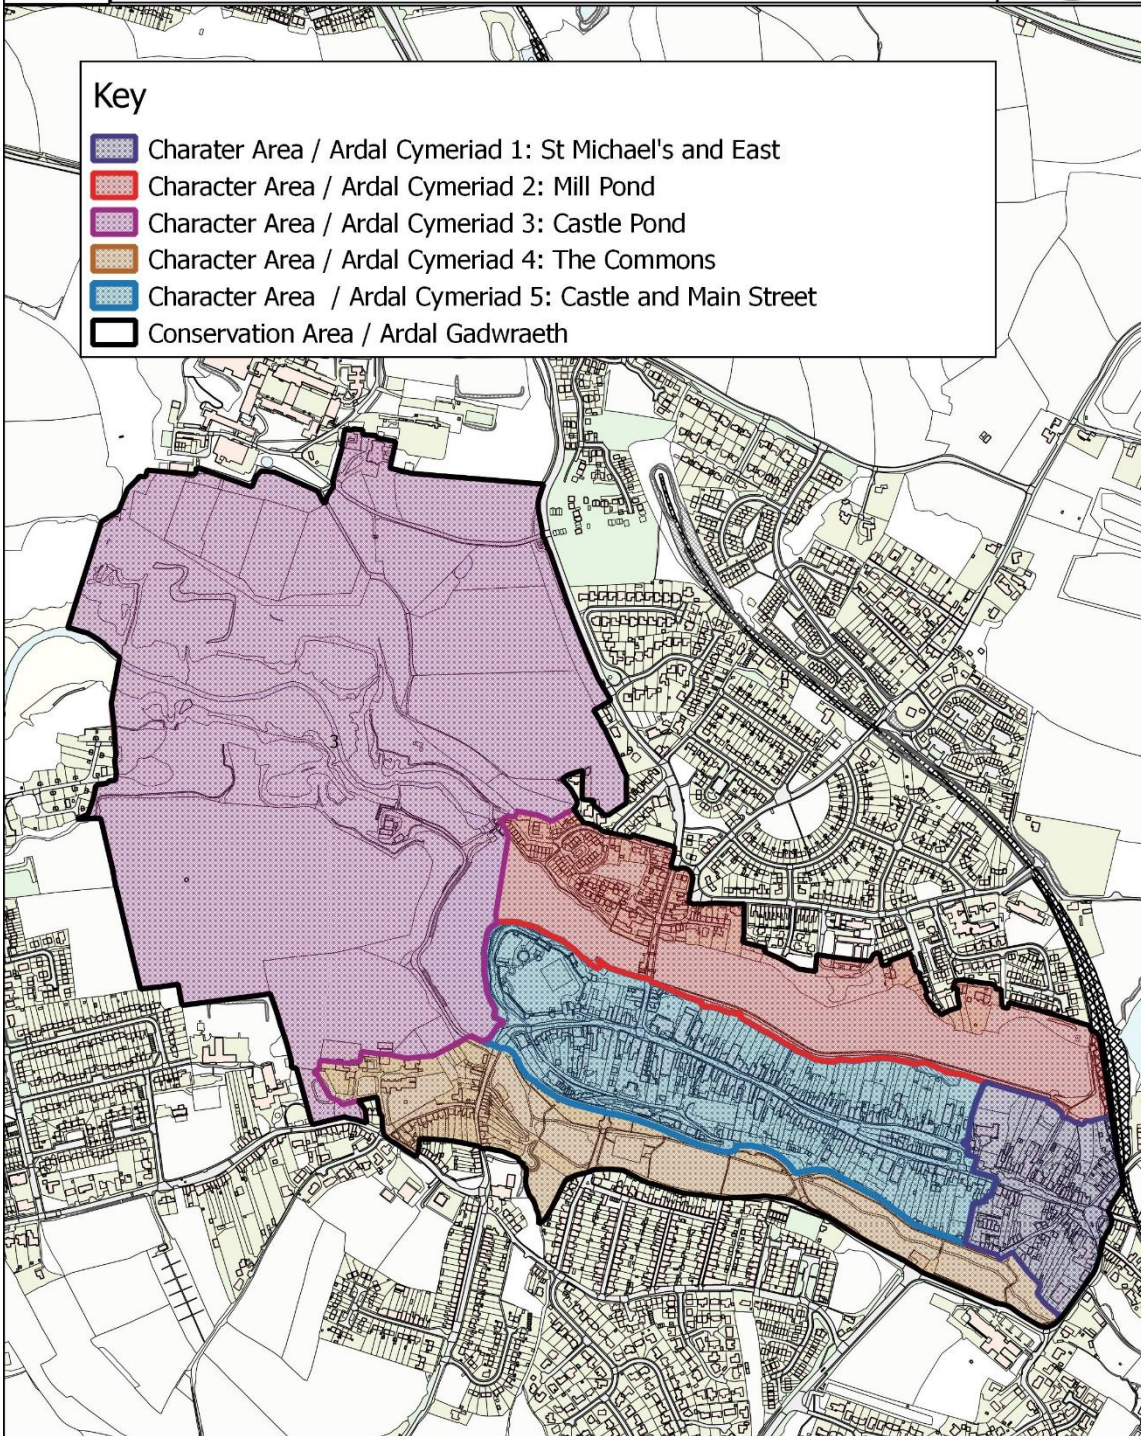 Key
Charater Area / Ardal Cymeriad 1: St Michael's and East
Character Area / Ardal Cymeriad 2: Mill Pond
Character Area / Ardal Cymeriad 3: Castle Pond
Character Area / Ardal Cymeriad 4: The Commons
Character Area / Ardal Cymeriad 5: Castle and Main Street
Conservation Area / Ardal Gadwraeth
3